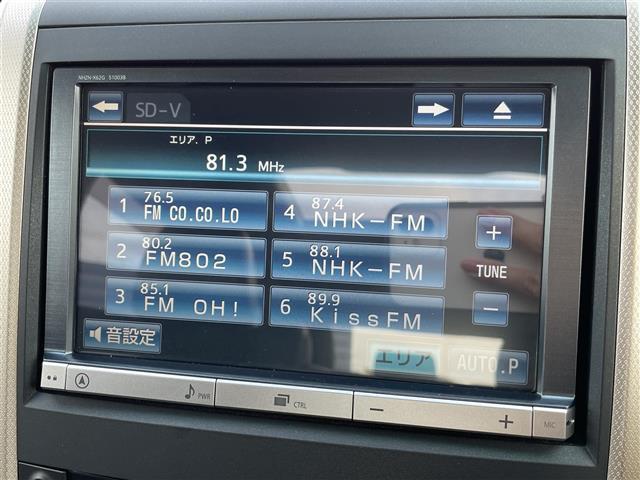 NHZN-X62G 51003B
SD-V
エリア. P
81.3 MHz
1 76.5 FM CO.CO.LO
4 87.4 NHK-FM
2 80.2 FM802
5 88.1 NHK-FM
3 85.1 FM OH!
6 89.9 KissFM
+
TUNE
−
音設定
エリア
AUTO.P
PWR
CTRL
− +
MIC